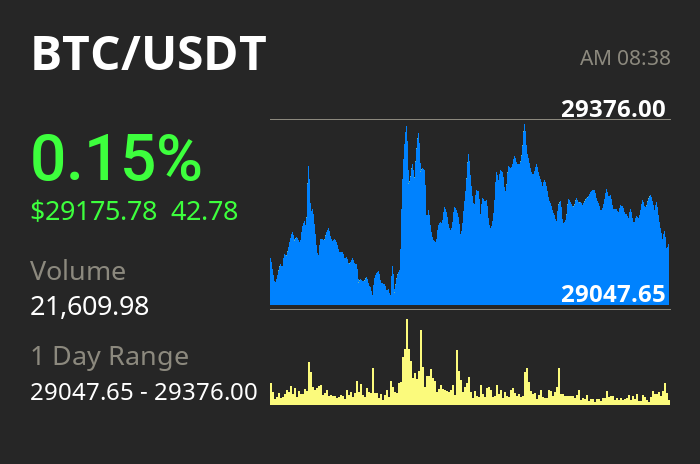 BTC/USDT
AM 08:38
29376.00
0.15%
$29175.78 42.78
Volume
21,609.98
29047.65
1 Day Range
29047.65 - 29376.00